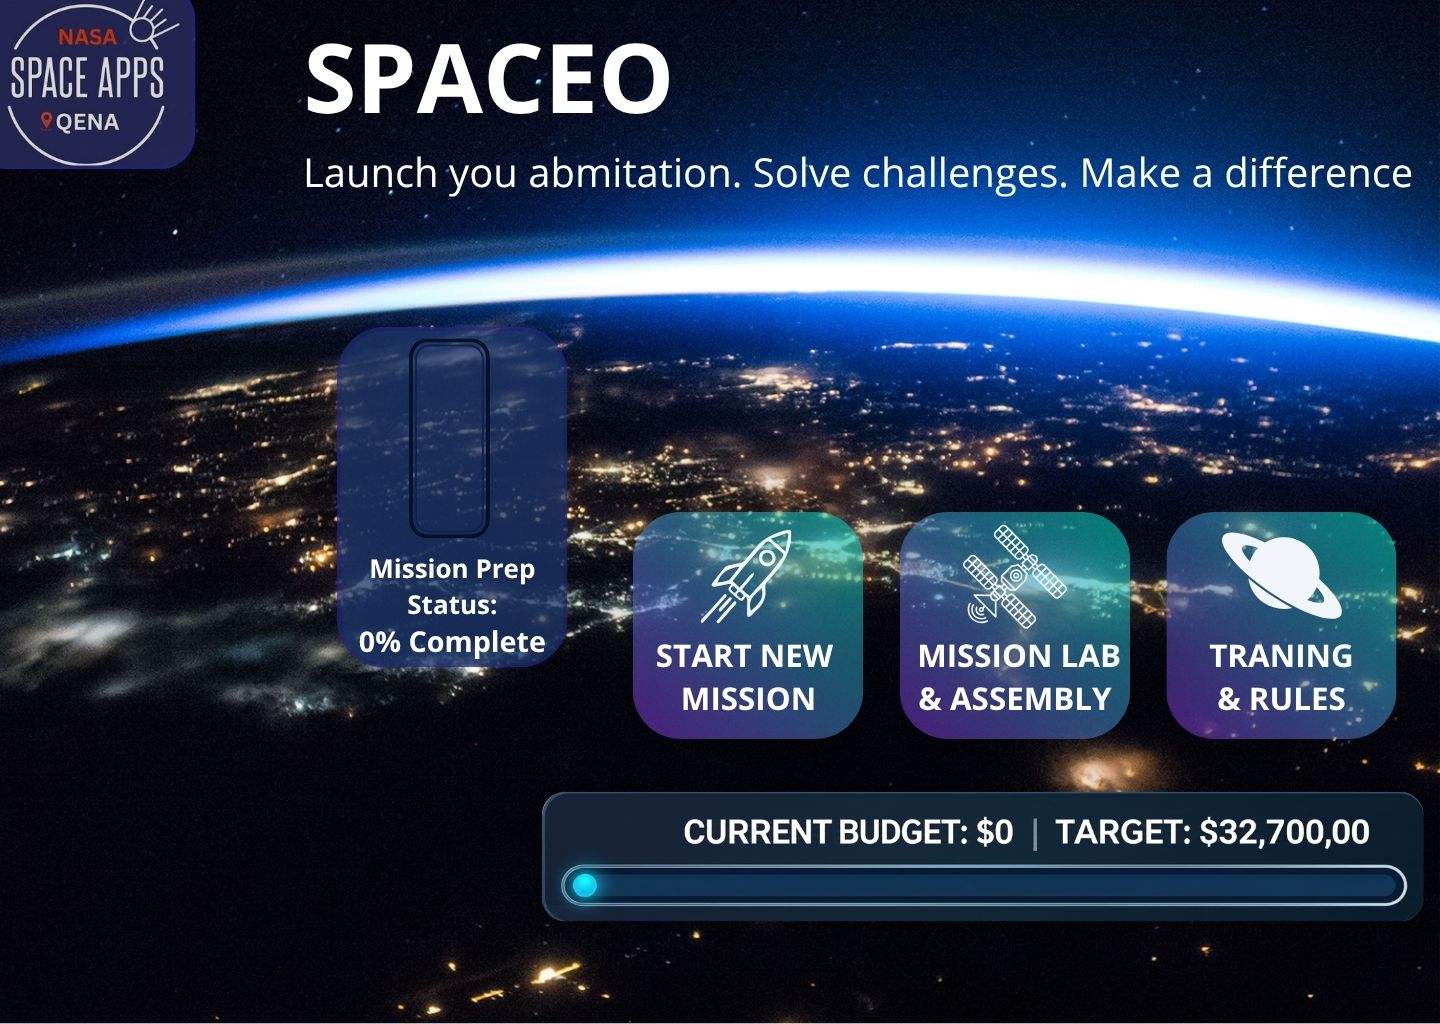 NASA
SPACE APPS
QENA
SPACEO
Launch you abmitation. Solve challenges. Make a difference
Mission Prep
Status:
0% Complete
START NEW
MISSION
MISSION LAB
& ASSEMBLY
TRANING
& RULES
CURRENT BUDGET: $0 | TARGET: $32,700,00